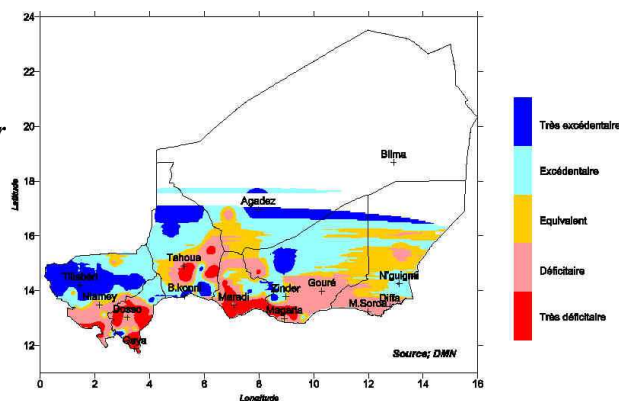 24
22
20
18
16
14
12
Latitude
0 2 4 6 8 10 12 14 16
Longitude
Bilma
Agadez
Tahoua
N'guigmi
Tillabéri
B.konni
Zinder
Gouré
Niamey
Maradi
Diffa
Dosso
Magaria
M.Soroa
Gaya
Source; DMN
Très excédentaire
Excédentaire
Equivalent
Déficitaire
Très déficitaire